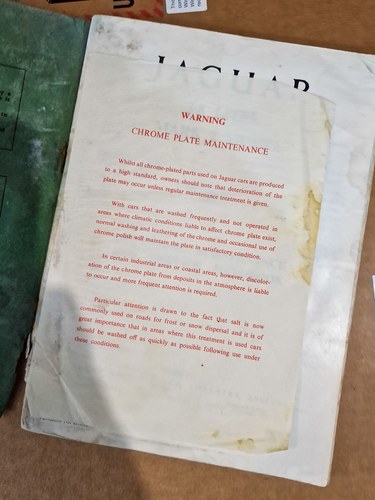 JAGUAR
WARNING
CHROME PLATE MAINTENANCE
Whilst all chrome-plated parts used on Jaguar cars are produced
to a high standard, owners should note that deterioration of the
plate may occur unless regular maintenance treatment is given.
With cars that are washed frequently and not operated in
areas where climatic conditions liable to affect chrome plate exist,
normal washing and leathering of the chrome and occasional use of
chrome polish will maintain the plate in satisfactory condition.
In certain industrial areas or coastal areas, however, discolor-
ation of the chrome plate from deposits in the atmosphere is liable
to occur and more frequent attention is required.
Particular attention is drawn to the fact that salt is now
commonly used on roads for frost or snow dispersal and it is of
great importance that in areas where this treatment is used cars
should be washed off as quickly as possible following use under
these conditions.